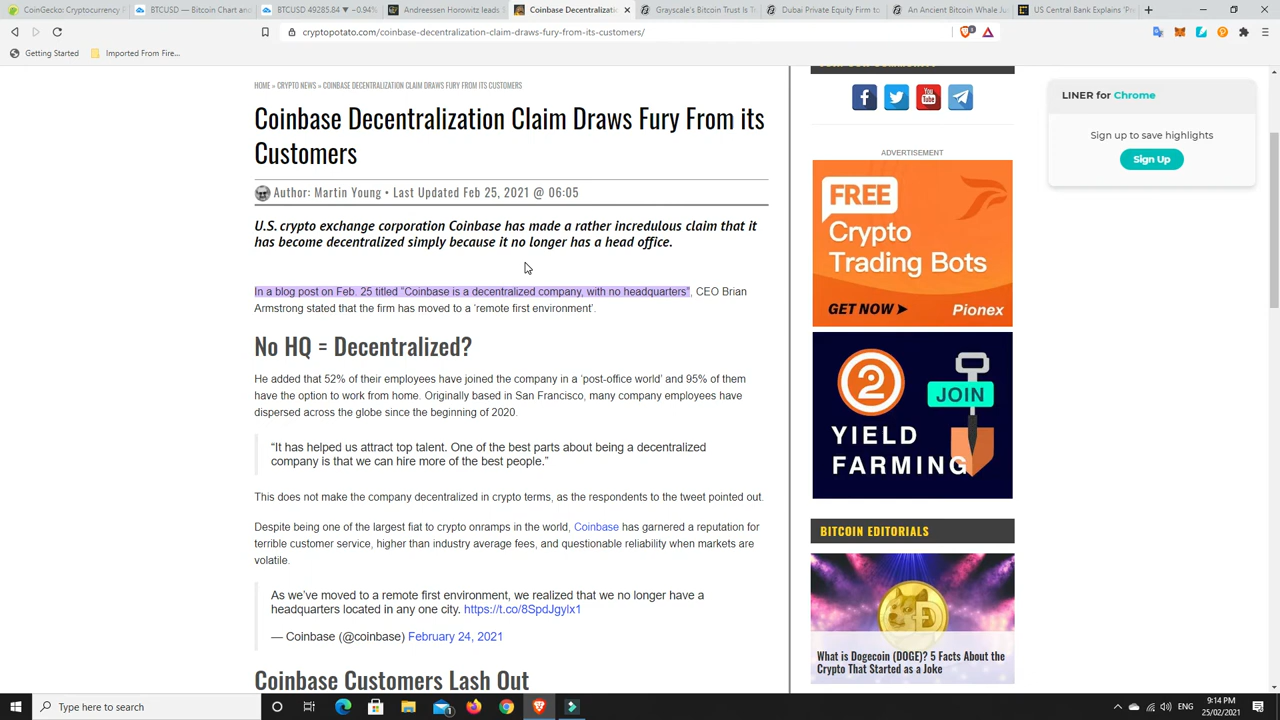 CoinGecko: Cryptocurrency F
BTCUSD — Bitcoin Chart and
BTCUSD 49285.84 ▼ −0.94%
Andreessen Horowitz leads
Coinbase Decentralizatio
Grayscale's Bitcoin Trust
Dubai Private Equity Firm to
An Ancient Bitcoin Whale Jus
US Central Bank Explains 'Pr
cryptopotato.com/coinbase-decentralization-claim-draws-fury-from-its-customers/
Getting Started
Imported From Fire...
HOME » CRYPTO NEWS » COINBASE DECENTRALIZATION CLAIM DRAWS FURY FROM ITS CUSTOMERS
Coinbase Decentralization Claim Draws Fury From its
Customers
Author: Martin Young • Last Updated Feb 25, 2021 @ 06:05
U.S. crypto exchange corporation Coinbase has made a rather incredulous claim that it
has become decentralized simply because it no longer has a head office.
In a blog post on Feb. 25 titled "Coinbase is a decentralized company, with no headquarters", CEO Brian
Armstrong stated that the firm has moved to a ‘remote first environment’.
No HQ = Decentralized?
He added that 52% of their employees have joined the company in a ‘post-office world’ and 95% of them
have the option to work from home. Originally based in San Francisco, many company employees have
dispersed across the globe since the beginning of 2020.
“It has helped us attract top talent. One of the best parts about being a decentralized
company is that we can hire more of the best people.”
This does not make the company decentralized in crypto terms, as the respondents to the tweet pointed out.
Despite being one of the largest fiat to crypto onramps in the world, Coinbase has garnered a reputation for
terrible customer service, higher than industry average fees, and questionable reliability when markets are
volatile.
As we’ve moved to a remote first environment, we realized that we no longer have a
headquarters located in any one city. https://t.co/8SpdJgylx1
— Coinbase (@coinbase) February 24, 2021
Coinbase Customers Lash Out
You Tube
ADVERTISEMENT
FREE
Crypto
Trading Bots
GET NOW ➤
Pionex
2
JOIN
YIELD
FARMING
BITCOIN EDITORIALS
What is Dogecoin (DOGE)? 5 Facts About the
Crypto That Started as a Joke
LINER for Chrome
Sign up to save highlights
Sign Up
Type here to search
9:14 PM
25/02/2021